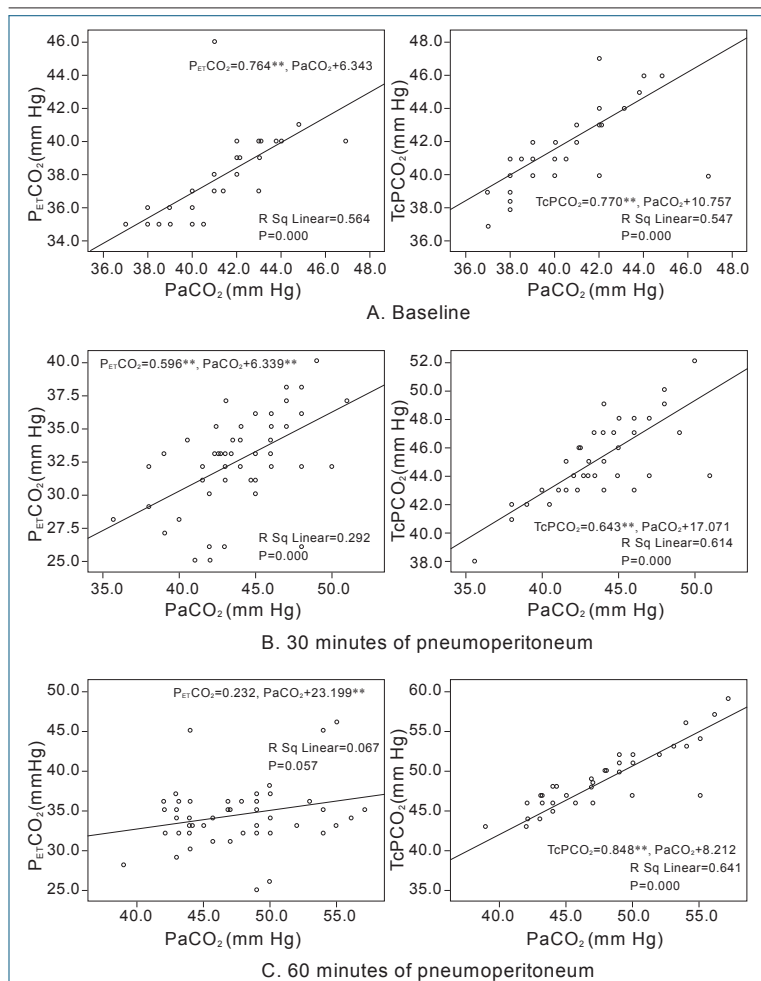 P_ETCO₂(mm Hg)
46.0
44.0
42.0
40.0
38.0
36.0
34.0
P_ETCO₂=0.764**, PaCO₂+6.343
R Sq Linear=0.564
P=0.000
36.0 38.0 40.0 42.0 44.0 46.0 48.0
PaCO₂ (mm Hg)
TcPCO₂(mm Hg)
48.0
46.0
44.0
42.0
40.0
38.0
36.0
TcPCO₂=0.770**, PaCO₂+10.757
R Sq Linear=0.547
P=0.000
36.0 38.0 40.0 42.0 44.0 46.0 48.0
PaCO₂ (mm Hg)
A. Baseline
P_ETCO₂(mm Hg)
40.0
37.5
35.0
32.5
30.0
27.5
25.0
P_ETCO₂=0.596**, PaCO₂+6.339**
R Sq Linear=0.292
P=0.000
35.0 40.0 45.0 50.0
PaCO₂ (mm Hg)
TcPCO₂(mm Hg)
52.0
50.0
48.0
46.0
44.0
42.0
40.0
38.0
TcPCO₂=0.643**, PaCO₂+17.071
R Sq Linear=0.614
P=0.000
35.0 40.0 45.0 50.0
PaCO₂ (mm Hg)
B. 30 minutes of pneumoperitoneum
P_ETCO₂(mmHg)
50.0
45.0
40.0
35.0
30.0
25.0
P_ETCO₂=0.232, PaCO₂+23.199**
R Sq Linear=0.067
P=0.057
40.0 45.0 50.0 55.0
PaCO₂ (mm Hg)
TcPCO₂(mm Hg)
60.0
55.0
50.0
45.0
40.0
35.0
TcPCO₂=0.848**, PaCO₂+8.212
R Sq Linear=0.641
P=0.000
40.0 45.0 50.0 55.0
PaCO₂ (mm Hg)
C. 60 minutes of pneumoperitoneum